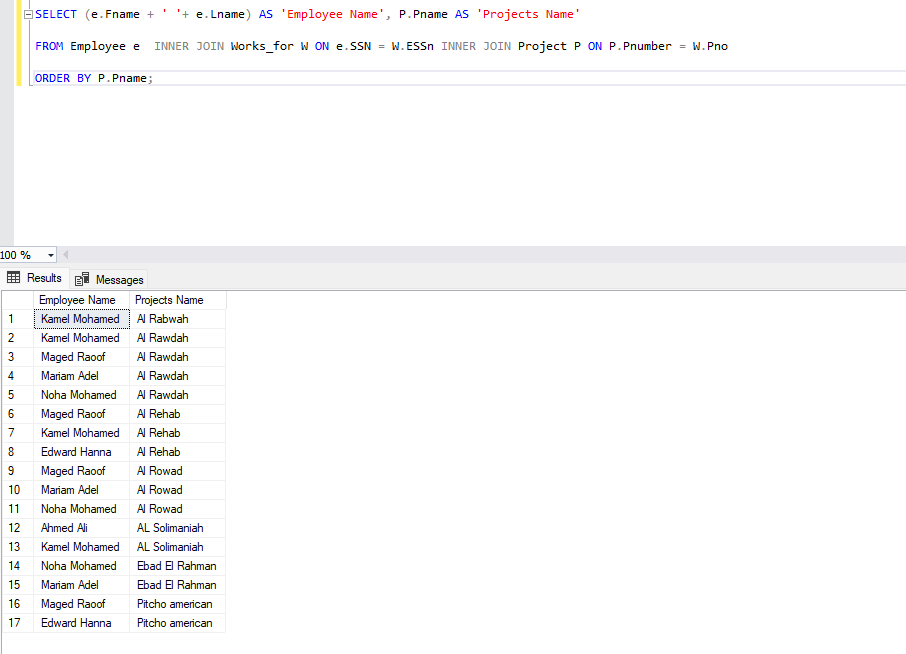 SELECT (e.Fname + ' '+ e.Lname) AS 'Employee Name', P.Pname AS 'Projects Name'
FROM Employee e  INNER JOIN Works_for W ON e.SSN = W.ESSn INNER JOIN Project P ON P.Pnumber = W.Pno
ORDER BY P.Pname;
100 %
Results Messages
Employee Name Projects Name
1 Kamel Mohamed Al Rabwah
2 Kamel Mohamed Al Rawdah
3 Maged Raoof Al Rawdah
4 Mariam Adel Al Rawdah
5 Noha Mohamed Al Rawdah
6 Maged Raoof Al Rehab
7 Kamel Mohamed Al Rehab
8 Edward Hanna Al Rehab
9 Maged Raoof Al Rowad
10 Mariam Adel Al Rowad
11 Noha Mohamed Al Rowad
12 Ahmed Ali AL Solimaniah
13 Kamel Mohamed AL Solimaniah
14 Noha Mohamed Ebad El Rahman
15 Mariam Adel Ebad El Rahman
16 Maged Raoof Pitcho american
17 Edward Hanna Pitcho american